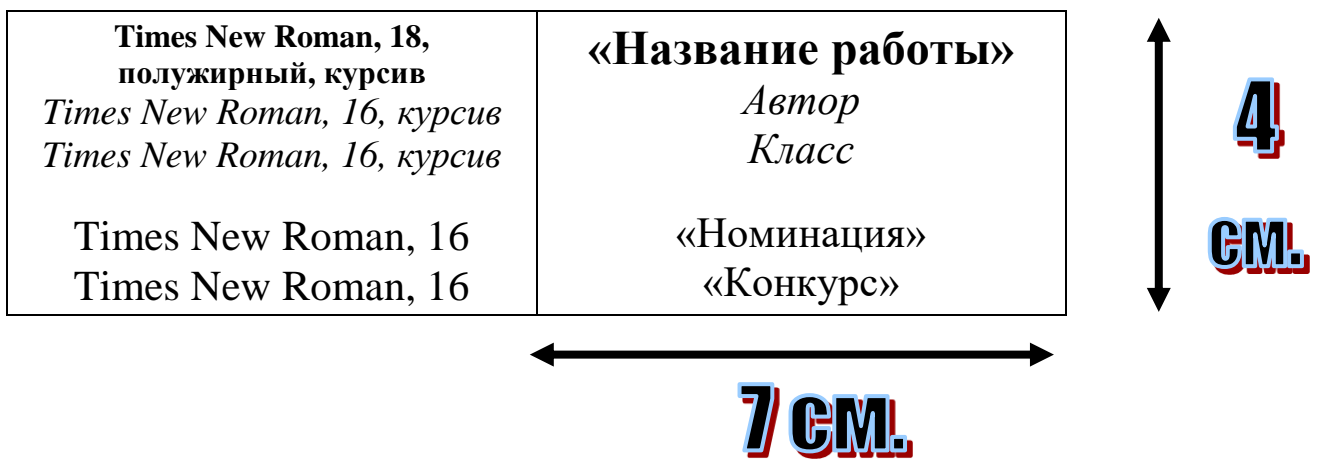 Times New Roman, 18,
полужирный, курсив
Times New Roman, 16, курсив
Times New Roman, 16, курсив
Times New Roman, 16
Times New Roman, 16
«Название работы»
Автор
Класс
«Номинация»
«Конкурс»
4
см.
7 см.